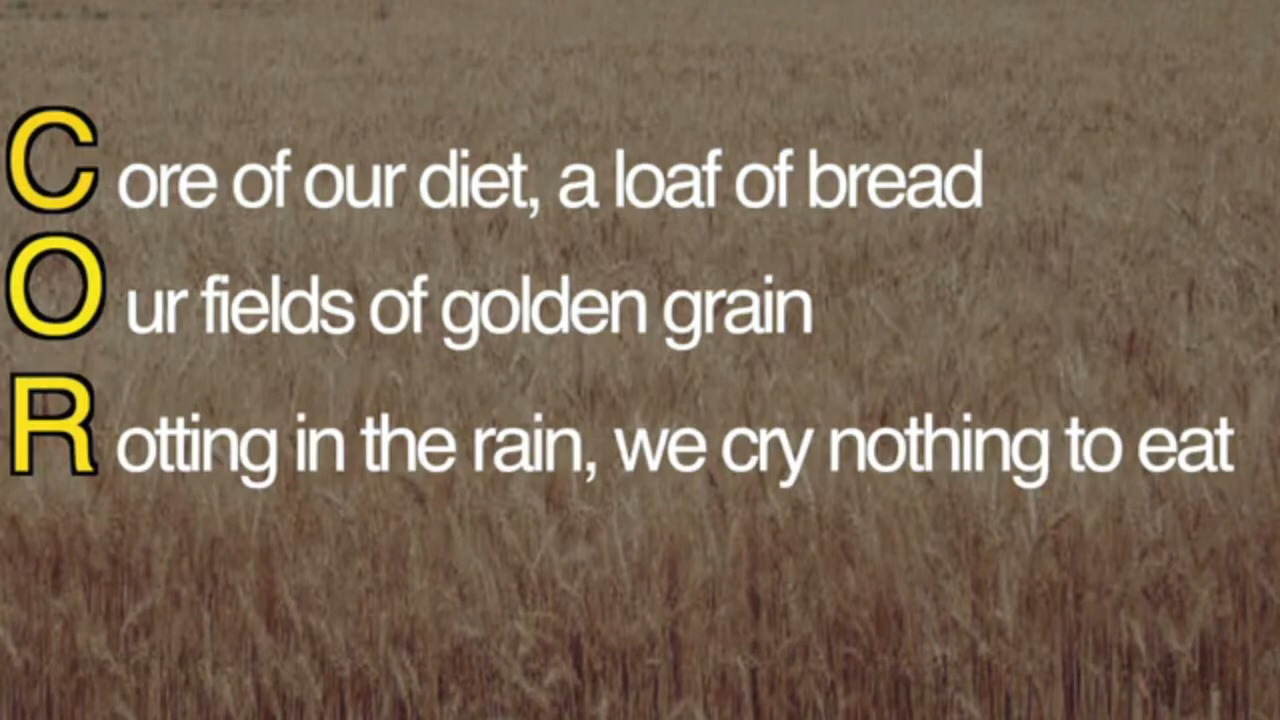 Core of our diet, a loaf of bread
Our fields of golden grain
Rotting in the rain, we cry nothing to eat